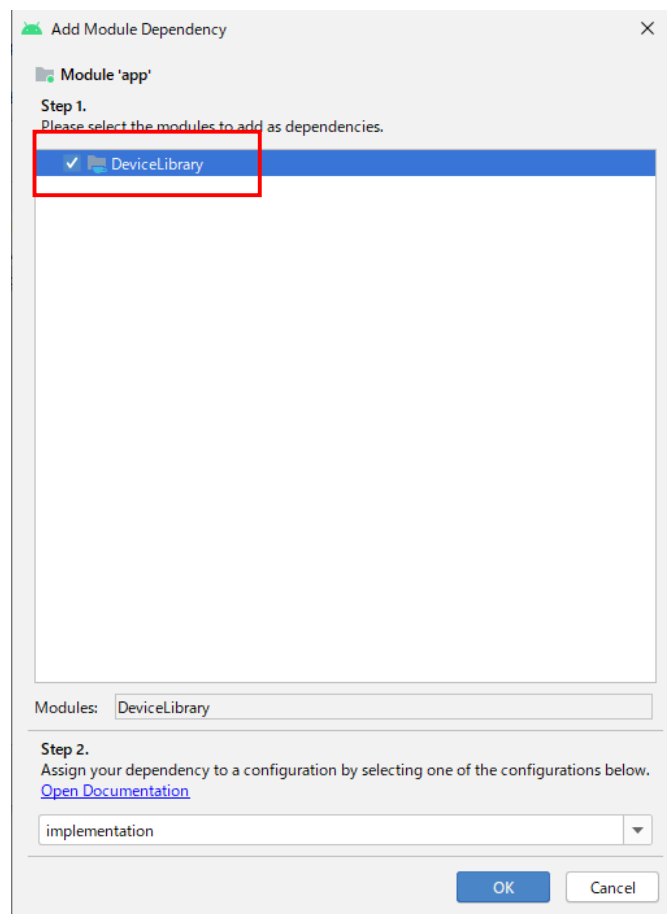 Add Module Dependency
Module 'app'
Step 1.
Please select the modules to add as dependencies.
DeviceLibrary
Modules: DeviceLibrary
Step 2.
Assign your dependency to a configuration by selecting one of the configurations below.
Open Documentation
implementation
OK Cancel